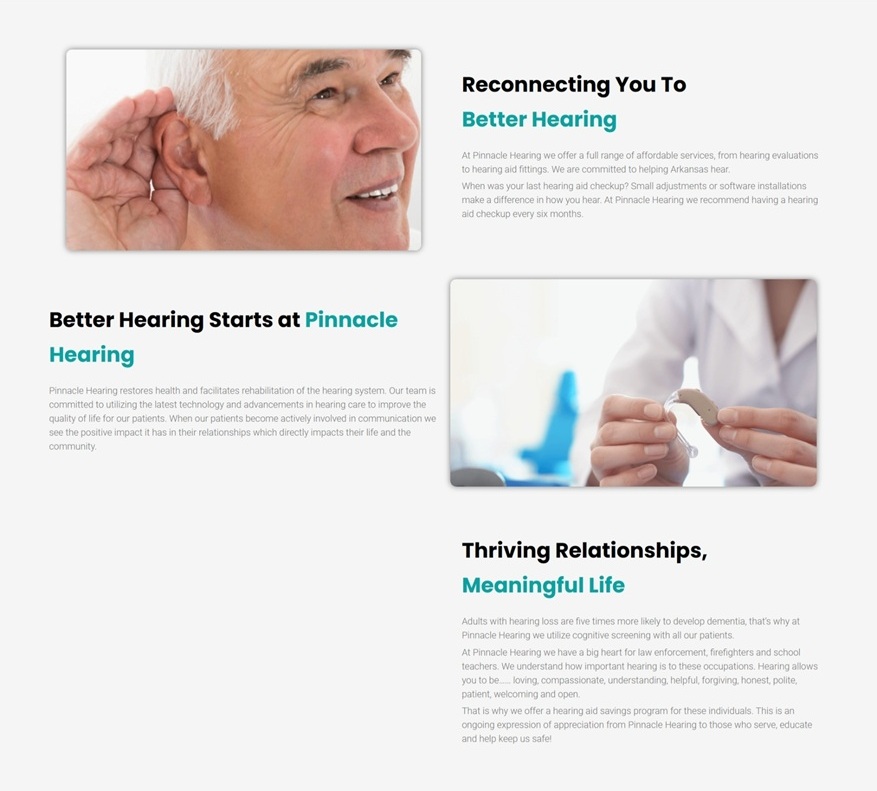 Reconnecting You To
Better Hearing
At Pinnacle Hearing we offer a full range of affordable services, from hearing evaluations
to hearing aid fittings. We are committed to helping Arkansas hear.
When was your last hearing aid checkup? Small adjustments or software installations
make a difference in how you hear. At Pinnacle Hearing we recommend having a hearing
aid checkup every six months.
Better Hearing Starts at Pinnacle
Hearing
Pinnacle Hearing restores health and facilitates rehabilitation of the hearing system. Our team is
committed to utilizing the latest technology and advancements in hearing care to improve the
quality of life for our patients. When our patients become actively involved in communication we
see the positive impact it has in their relationships which directly impacts their life and the
community.
Thriving Relationships,
Meaningful Life
Adults with hearing loss are five times more likely to develop dementia, that's why at
Pinnacle Hearing we utilize cognitive screening with all our patients.
At Pinnacle Hearing we have a big heart for law enforcement, firefighters and school
teachers. We understand how important hearing is to these occupations. Hearing allows
you to be..... loving, compassionate, understanding, helpful, forgiving, honest, polite,
patient, welcoming and open.
That is why we offer a hearing aid savings program for these individuals. This is an
ongoing expression of appreciation from Pinnacle Hearing to those who serve, educate
and help keep us safe!